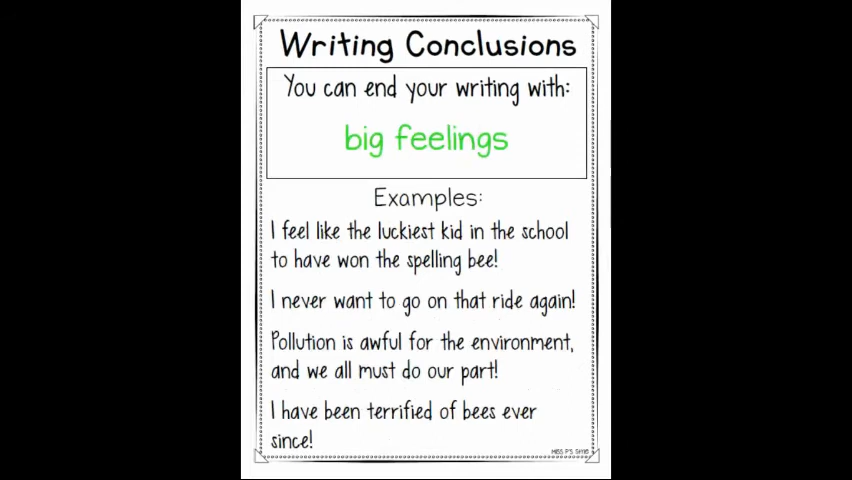 Writing Conclusions
You can end your writing with:
big feelings
Examples:
I feel like the luckiest kid in the school
to have won the spelling bee!
I never want to go on that ride again!
Pollution is awful for the environment,
and we all must do our part!
I have been terrified of bees ever
since!
MISS P'S